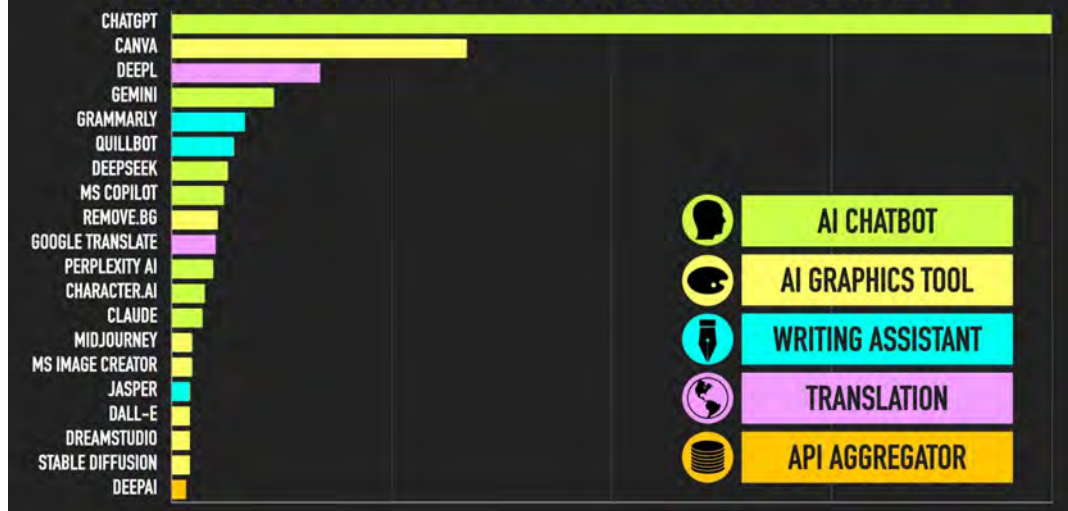 CHATGPT
CANVA
DEEPL
GEMINI
GRAMMARLY
QUILLBOT
DEEPSEEK
MS COPILOT
REMOVE.BG
GOOGLE TRANSLATE
PERPLEXITY AI
CHARACTER.AI
CLAUDE
MIDJOURNEY
MS IMAGE CREATOR
JASPER
DALL-E
DREAMSTUDIO
STABLE DIFFUSION
DEEPAI
AI CHATBOT
AI GRAPHICS TOOL
WRITING ASSISTANT
TRANSLATION
API AGGREGATOR